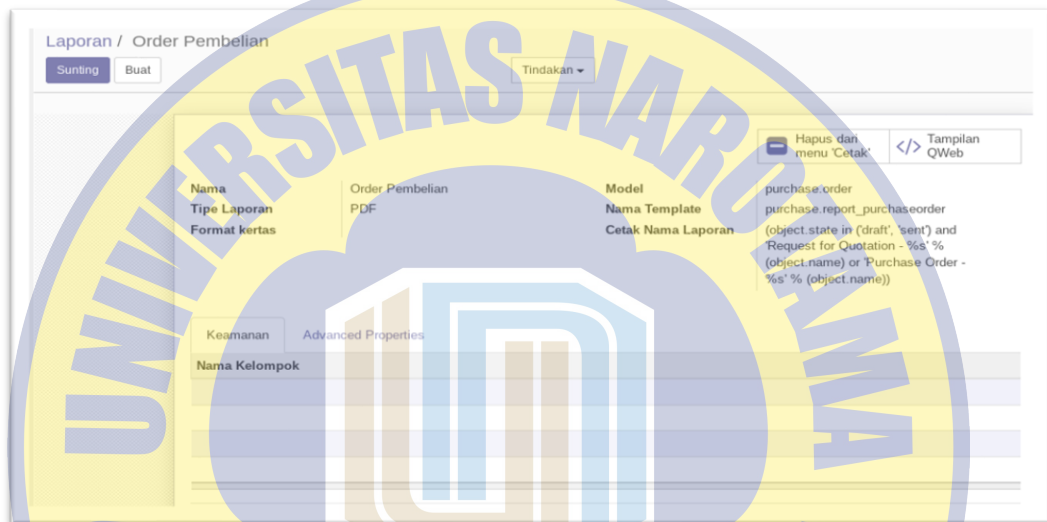 Laporan / Order Pembelian
Sunting Buat Tindakan
Hapus dari menu 'Cetak'
</> Tampilan QWeb
Nama Order Pembelian Model purchase.order
Tipe Laporan PDF Nama Template purchase.report_purchaseorder
Format kertas Cetak Nama Laporan (object.state in ('draft', 'sent') and
'Request for Quotation - %s' %
(object.name) or 'Purchase Order -
%s' % (object.name))
Keamanan Advanced Properties
Nama Kelompok
UNIVERSITAS NAROTAMA